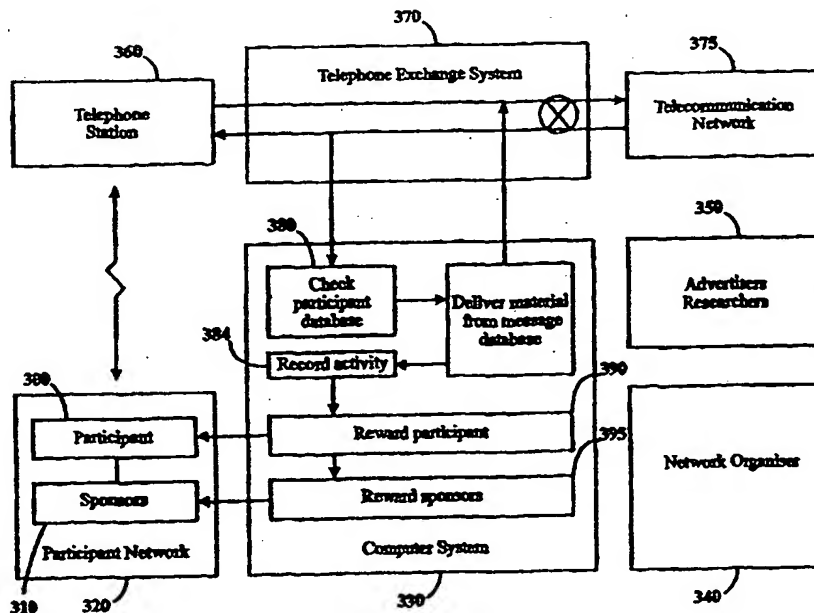 370
360
375
Telephone Exchange System
Telephone
Station
Telecommunication
Network
380
350
Check
participant
database
Deliver material
from message
database
Advertisers
Researchers
384
Record activity
300
390
Participant
Reward participant
395
Network Organiser
Sponsors
Reward sponsors
Participant Network
Computer System
310
320
330
340